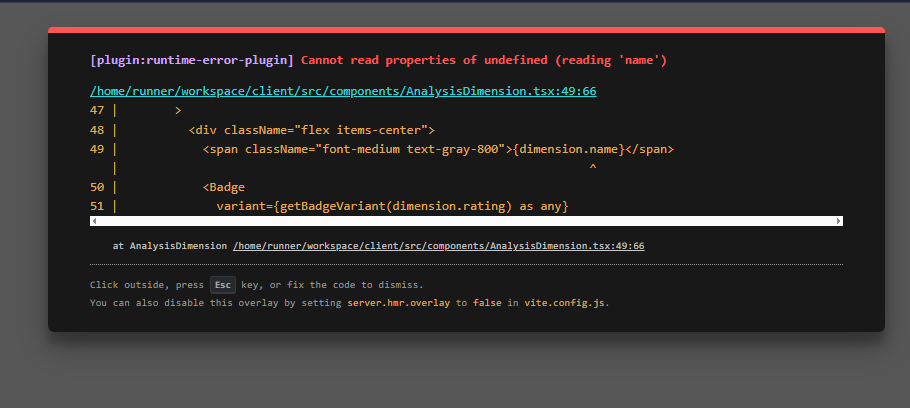 [plugin:runtime-error-plugin] Cannot read properties of undefined (reading 'name')
/home/runner/workspace/client/src/components/AnalysisDimension.tsx:49:66
47 |        >
48 |          <div className="flex items-center">
49 |            <span className="font-medium text-gray-800">{dimension.name}</span>
   |                                                                  ^
50 |            <Badge
51 |              variant={getBadgeVariant(dimension.rating) as any}
at AnalysisDimension /home/runner/workspace/client/src/components/AnalysisDimension.tsx:49:66
Click outside, press Esc key, or fix the code to dismiss.
You can also disable this overlay by setting server.hmr.overlay to false in vite.config.js.